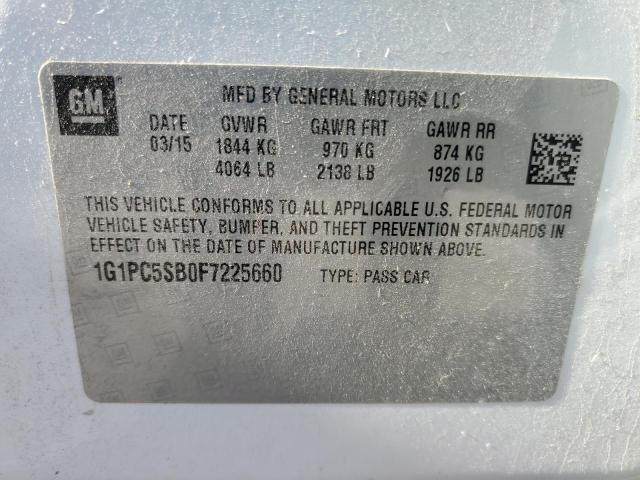 GM
MFD BY GENERAL MOTORS LLC
DATE GVWR GAWR FRT GAWR RR
03/15 1844 KG 970 KG 874 KG
4064 LB 2138 LB 1926 LB
THIS VEHICLE CONFORMS TO ALL APPLICABLE U.S. FEDERAL MOTOR
VEHICLE SAFETY, BUMPER, AND THEFT PREVENTION STANDARDS IN
EFFECT ON THE DATE OF MANUFACTURE SHOWN ABOVE.
1G1PC5SB0F7225660 TYPE: PASS CAR